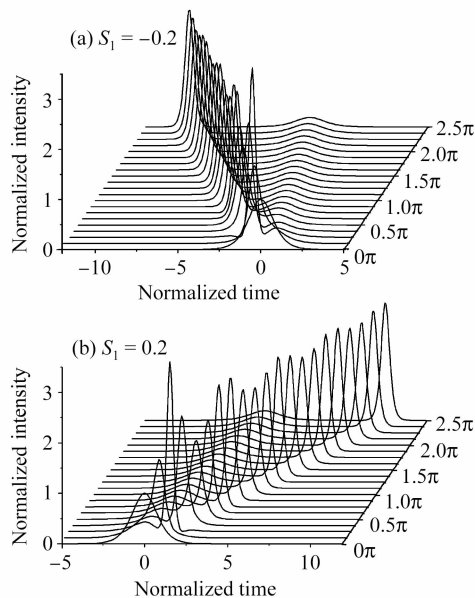 (a) S₁ = −0.2
Normalized intensity
3
2
1
0
2.5π
2.0π
1.5π
1.0π
0.5π
0π
−10
−5
0
5
Normalized time
(b) S₁ = 0.2
Normalized intensity
3
2
1
0
2.5π
2.0π
1.5π
1.0π
0.5π
0π
−5
0
5
10
Normalized time